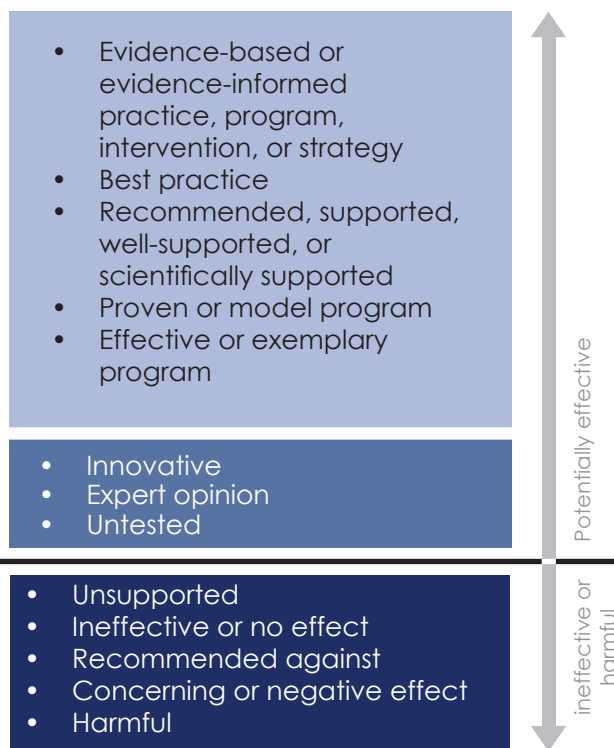 • Evidence-based or
evidence-informed
practice, program,
intervention, or strategy
• Best practice
• Recommended, supported,
well-supported, or
scientifically supported
• Proven or model program
• Effective or exemplary
program
• Innovative
• Expert opinion
• Untested
Potentially effective
• Unsupported
• Ineffective or no effect
• Recommended against
• Concerning or negative effect
• Harmful
ineffective or
harmful